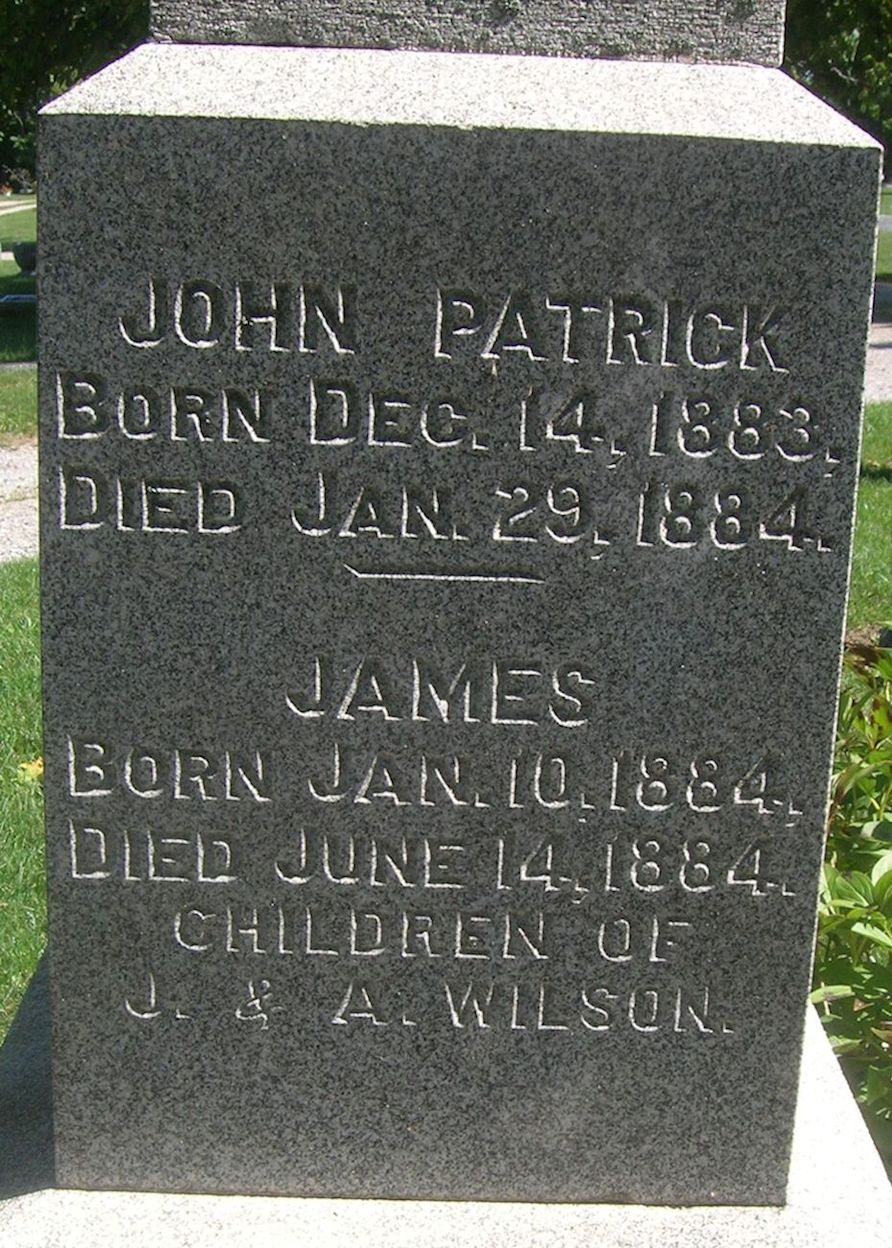 JOHN PATRICK
BORN DEC. 14, 1883,
DIED JAN. 29, 1884.
JAMES
BORN JAN. 10, 1884,
DIED JUNE 14, 1884.
CHILDREN OF
J. & A. WILSON.